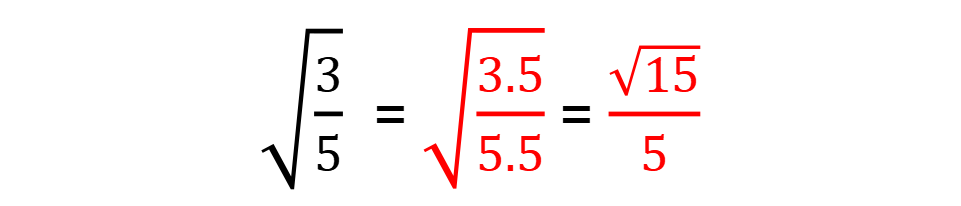 √(3/5) = √(3.5/5.5) = √15/5